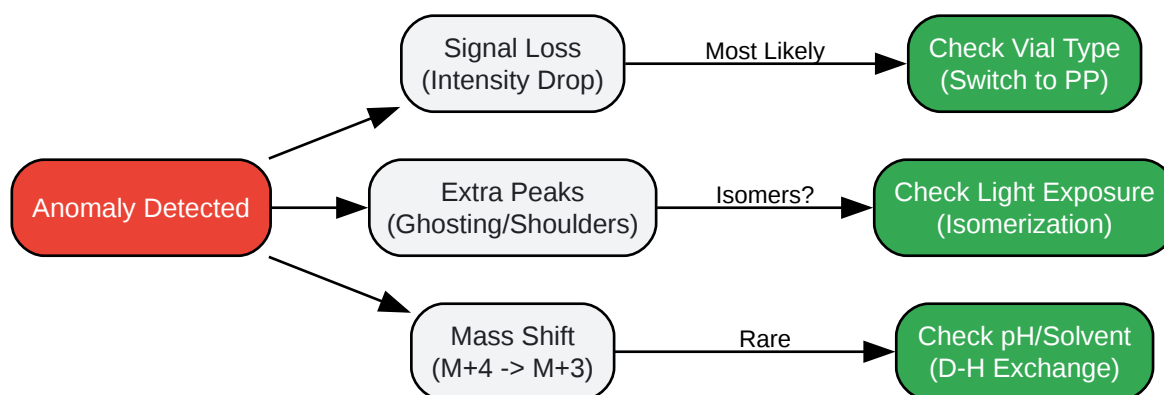 Anomaly Detected
Signal Loss
(Intensity Drop)
Most Likely
Check Vial Type
(Switch to PP)
Extra Peaks
(Ghosting/Shoulders)
Isomers?
Check Light Exposure
(Isomerization)
Mass Shift
(M+4 -> M+3)
Rare
Check pH/Solvent
(D-H Exchange)